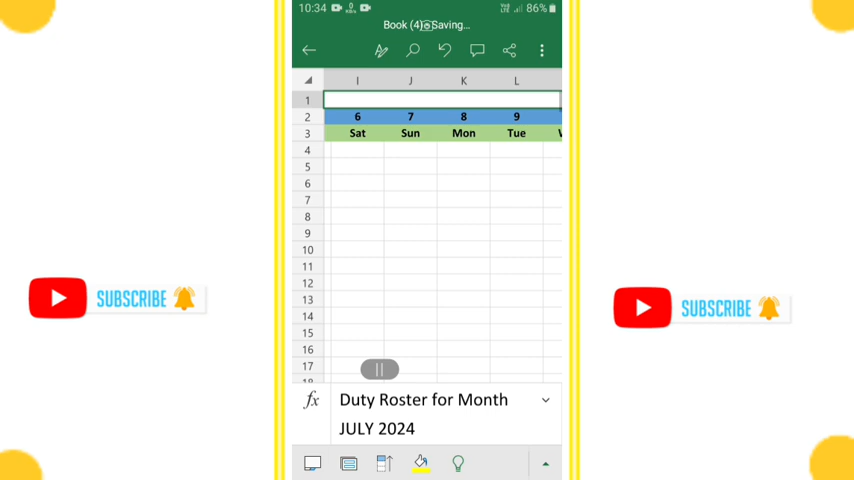 10:34 86%
Book (4) Saving...
I J K L
1
2 6 7 8 9
3 Sat Sun Mon Tue
4
5
6
7
8
9
10
11
12
13
14
15
16
17
18
SUBSCRIBE
SUBSCRIBE
fx Duty Roster for Month
JULY 2024